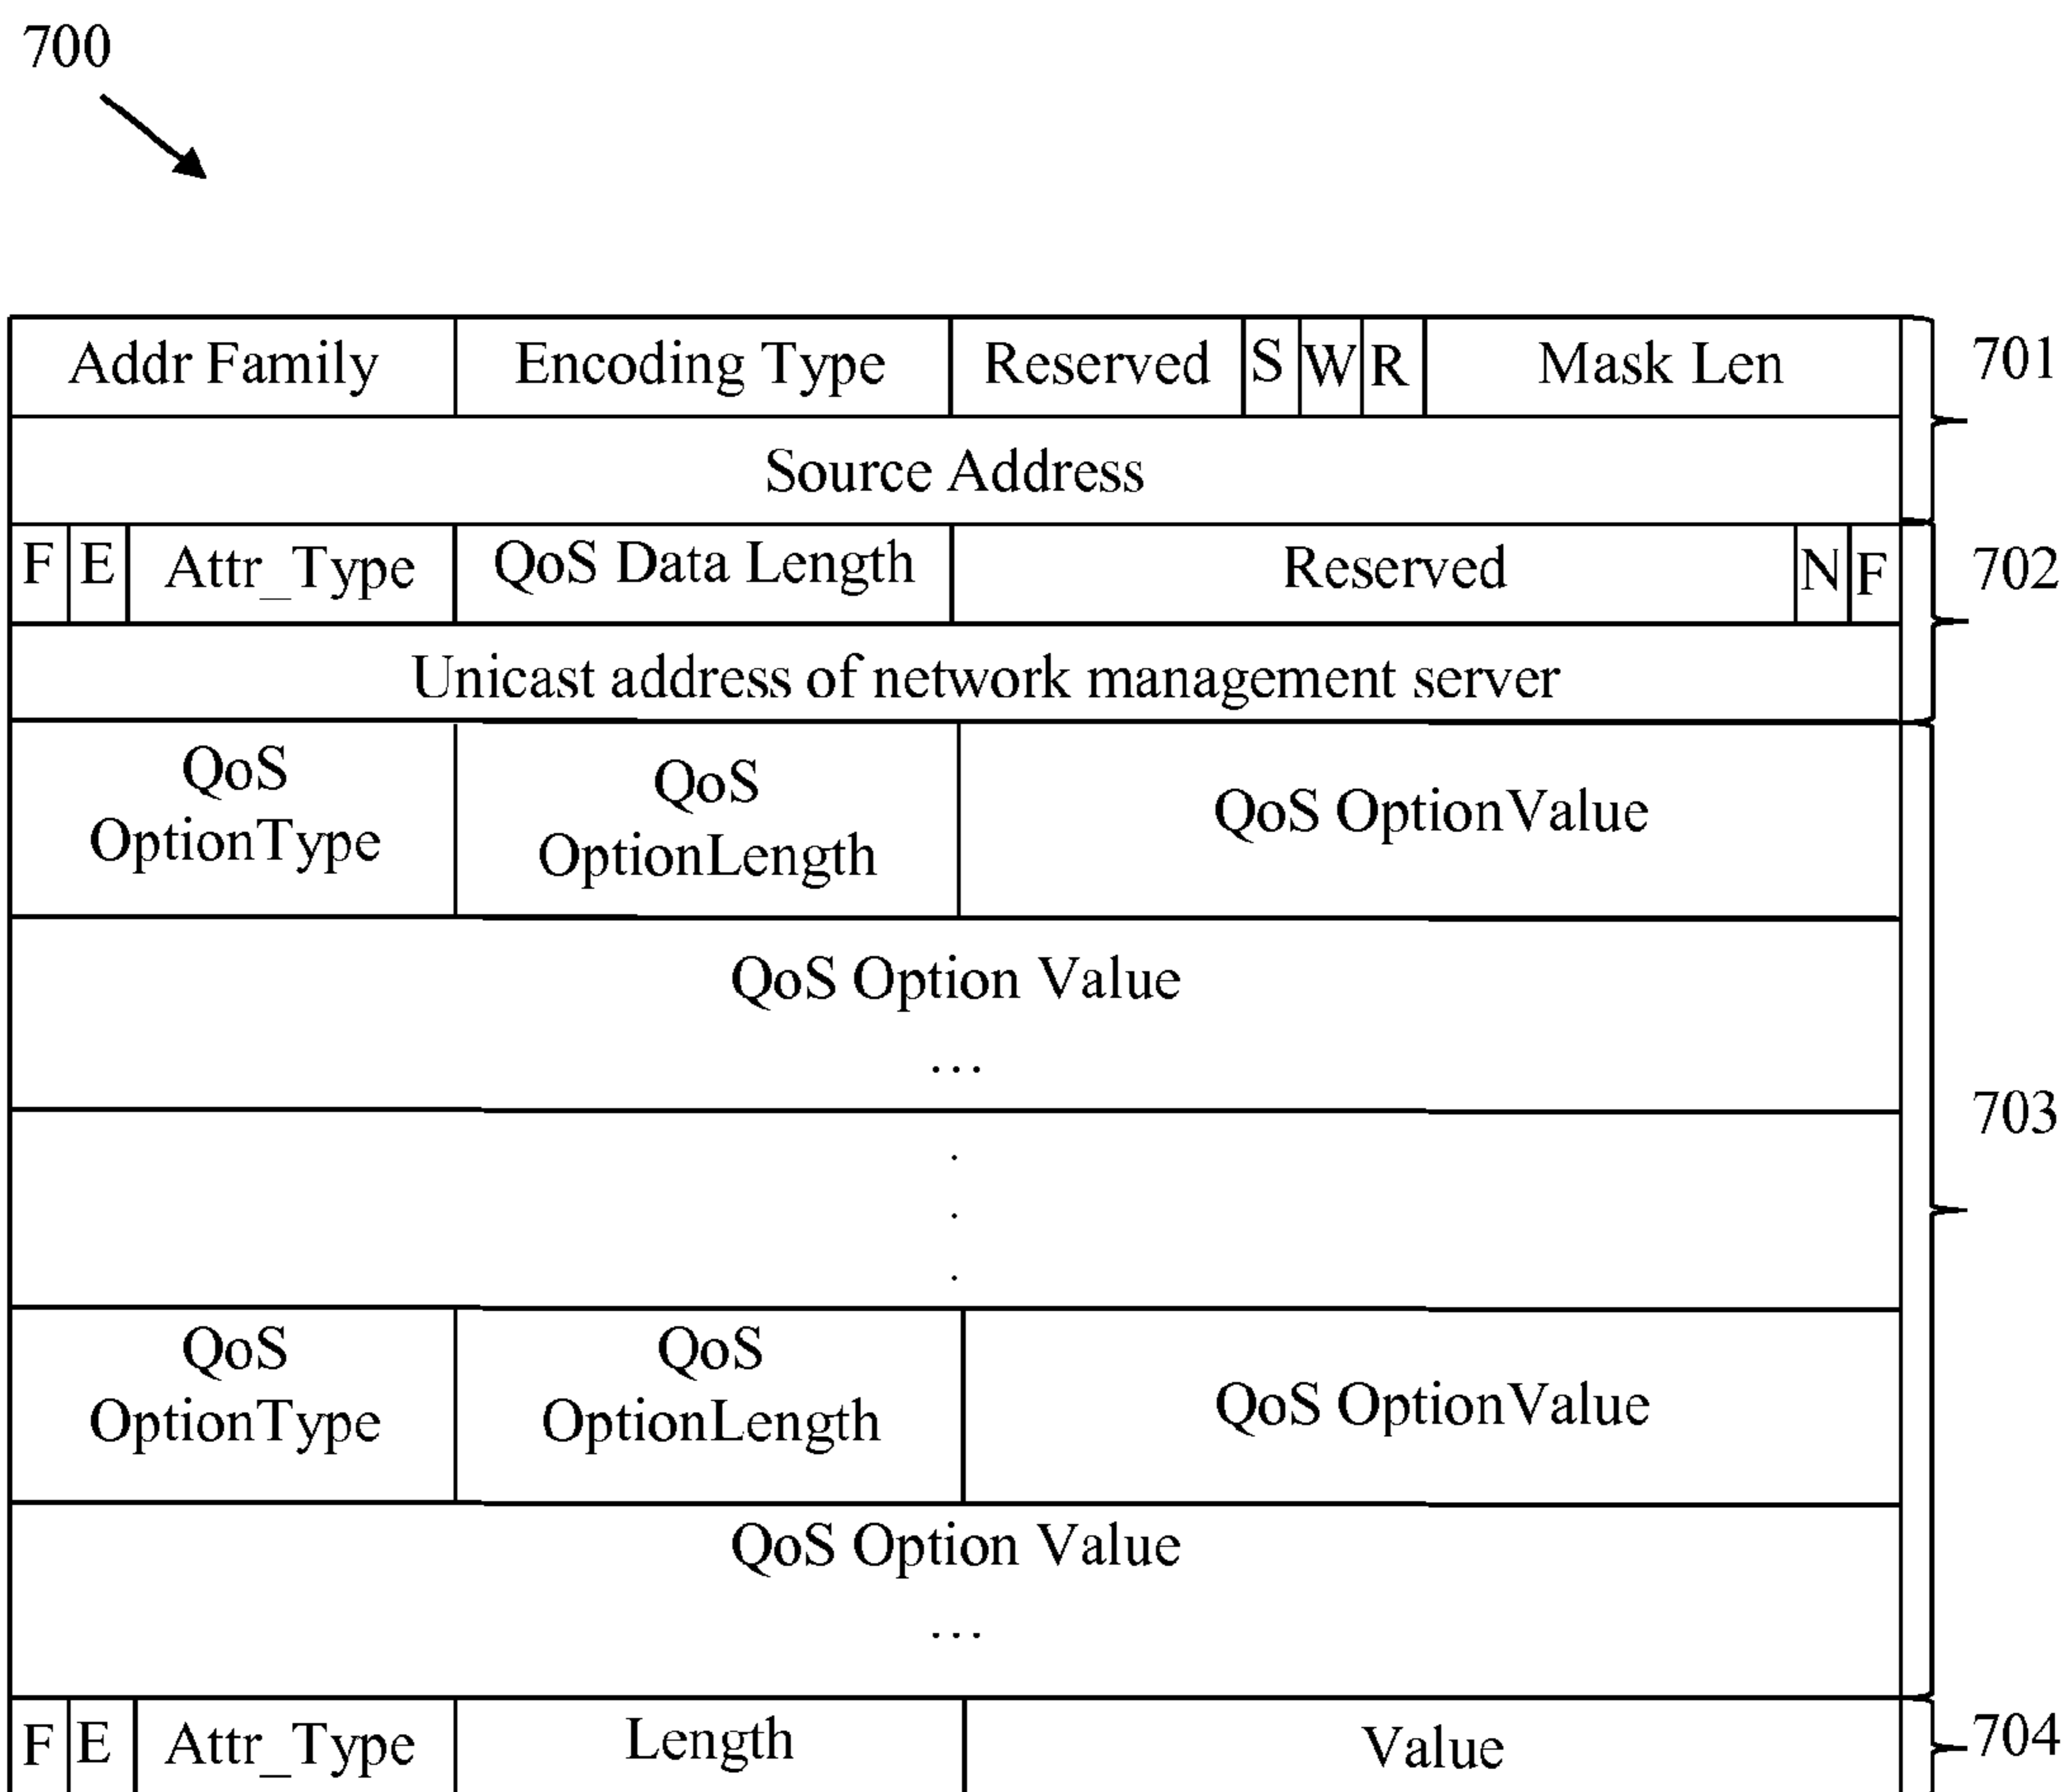 700
Addr Family Encoding Type Reserved S W R Mask Len 701
Source Address
F E Attr_Type QoS Data Length Reserved N F 702
Unicast address of network management server
QoS OptionType QoS OptionLength QoS OptionValue
QoS Option Value
...
.
.
.
703
QoS OptionType QoS OptionLength QoS OptionValue
QoS Option Value
...
F E Attr_Type Length Value 704